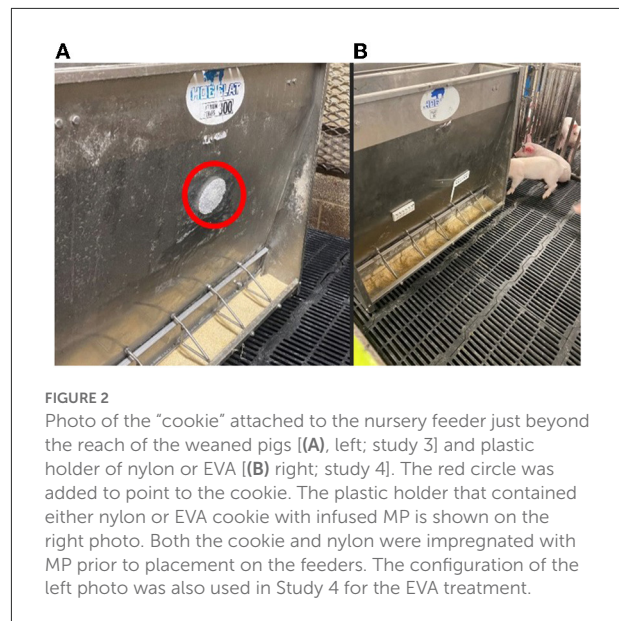 A
B
HOG SLAT
FIGURE 2
Photo of the “cookie” attached to the nursery feeder just beyond
the reach of the weaned pigs [(A), left; study 3] and plastic
holder of nylon or EVA [(B) right; study 4]. The red circle was
added to point to the cookie. The plastic holder that contained
either nylon or EVA cookie with infused MP is shown on the
right photo. Both the cookie and nylon were impregnated with
MP prior to placement on the feeders. The configuration of the
left photo was also used in Study 4 for the EVA treatment.